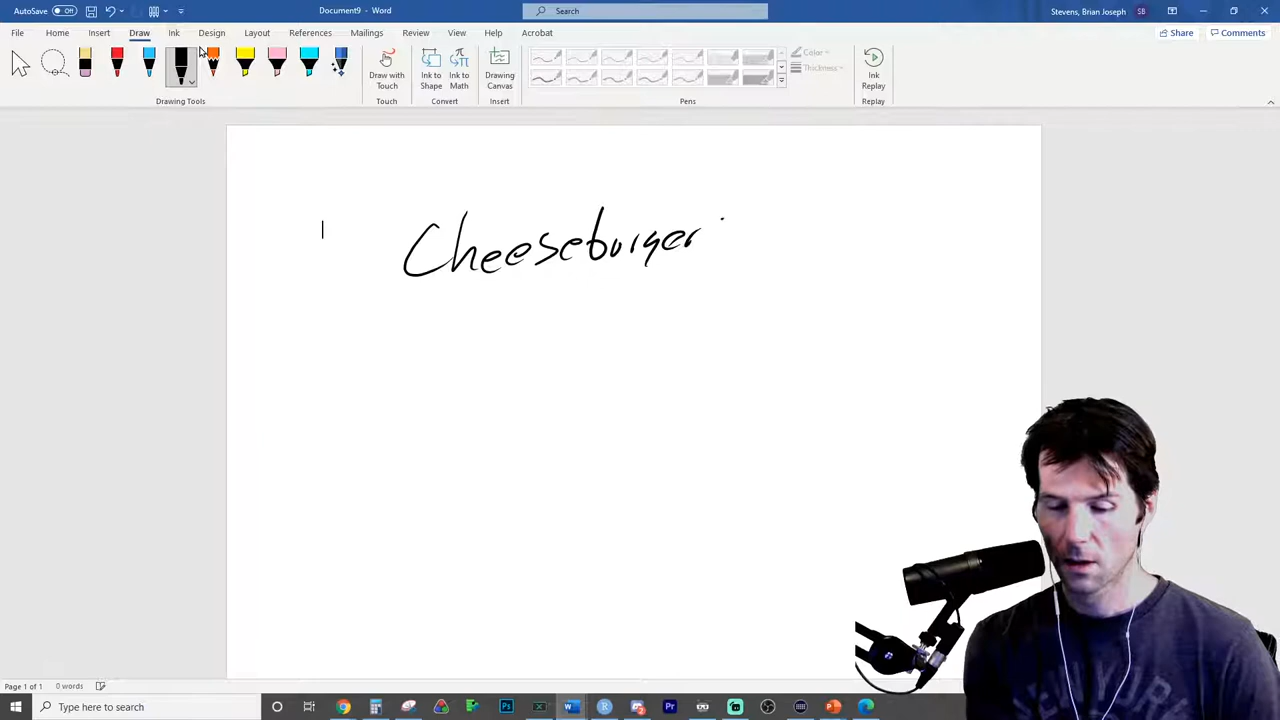 AutoSave Off Document9 - Word Search Stevens, Brian Joseph SB
File Home Insert Draw Ink Design Layout References Mailings Review View Help Acrobat Share Comments
Draw with Touch Ink to Shape Ink to Math Drawing Canvas Color Thickness Ink Replay
Drawing Tools Touch Convert Insert Pens Replay
Cheeseburger
Page 1 of 1 0 words
Type here to search